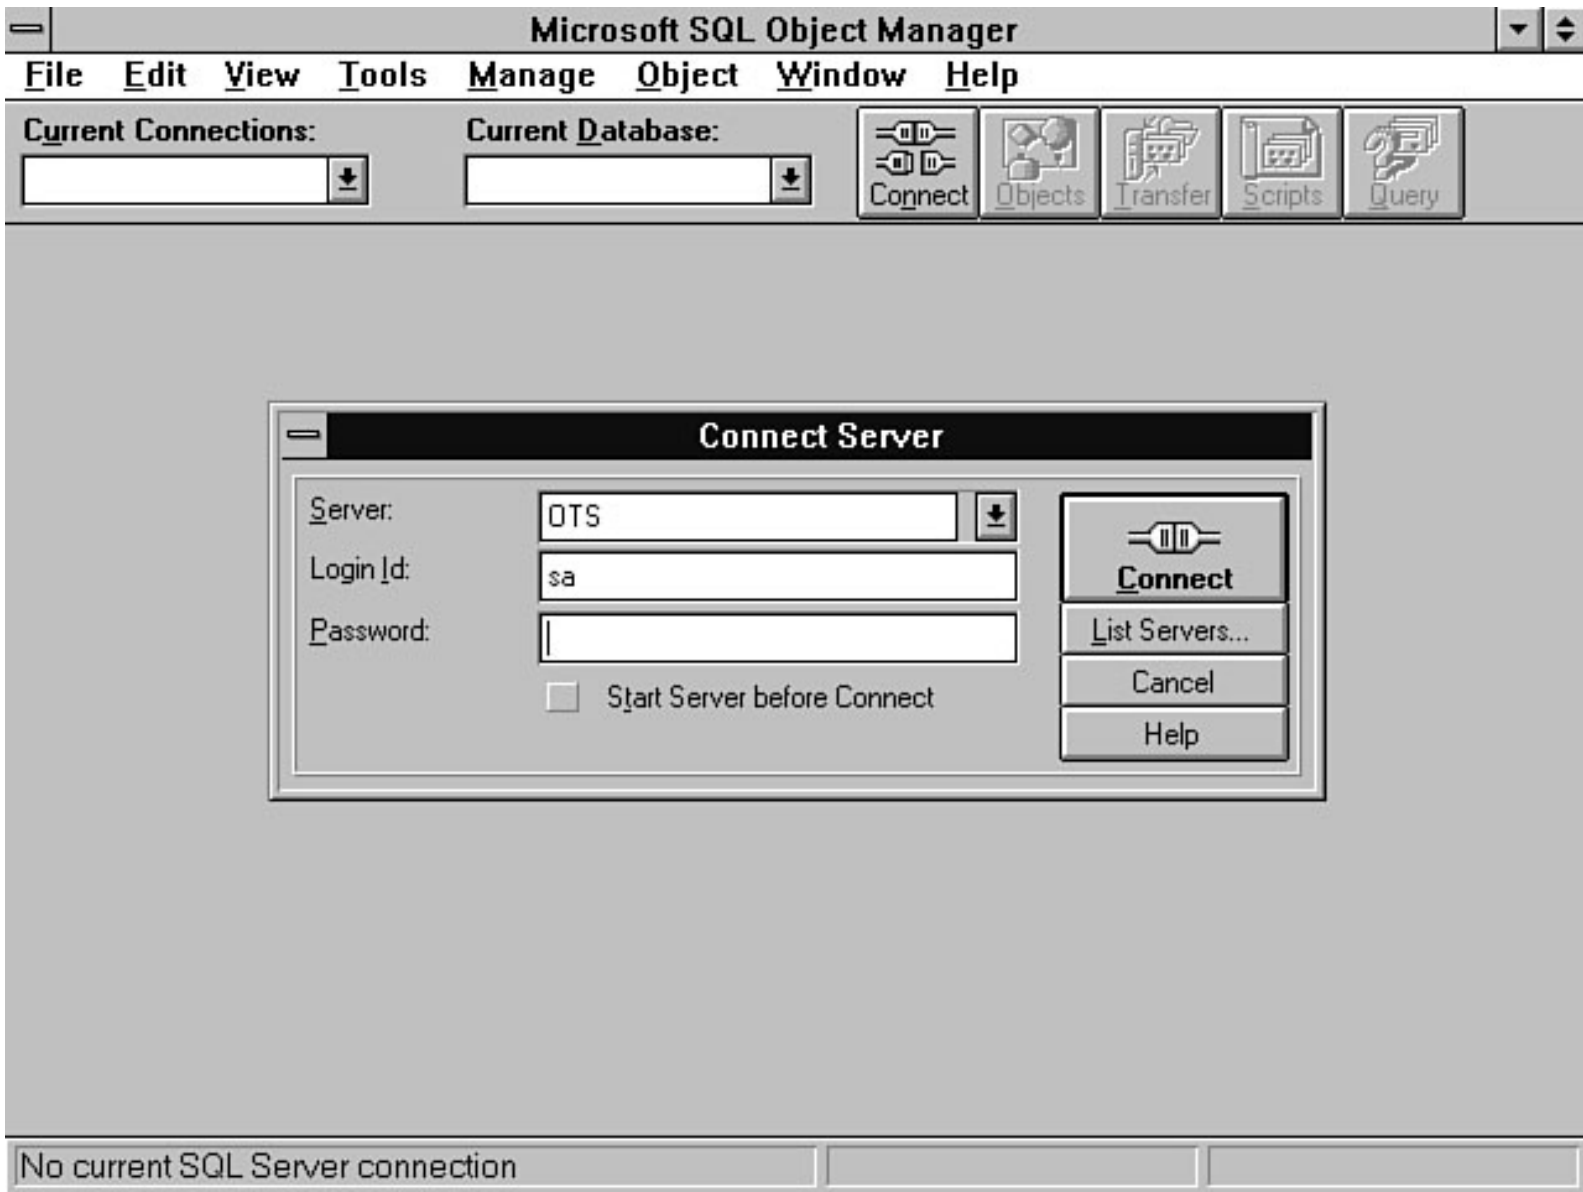 Microsoft SQL Object Manager
File Edit View Tools Manage Object Window Help
Current Connections: Current Database:
Connect Objects Transfer Scripts Query
Connect Server
Server: OTS
Login Id: sa
Password:
Start Server before Connect
Connect
List Servers...
Cancel
Help
No current SQL Server connection